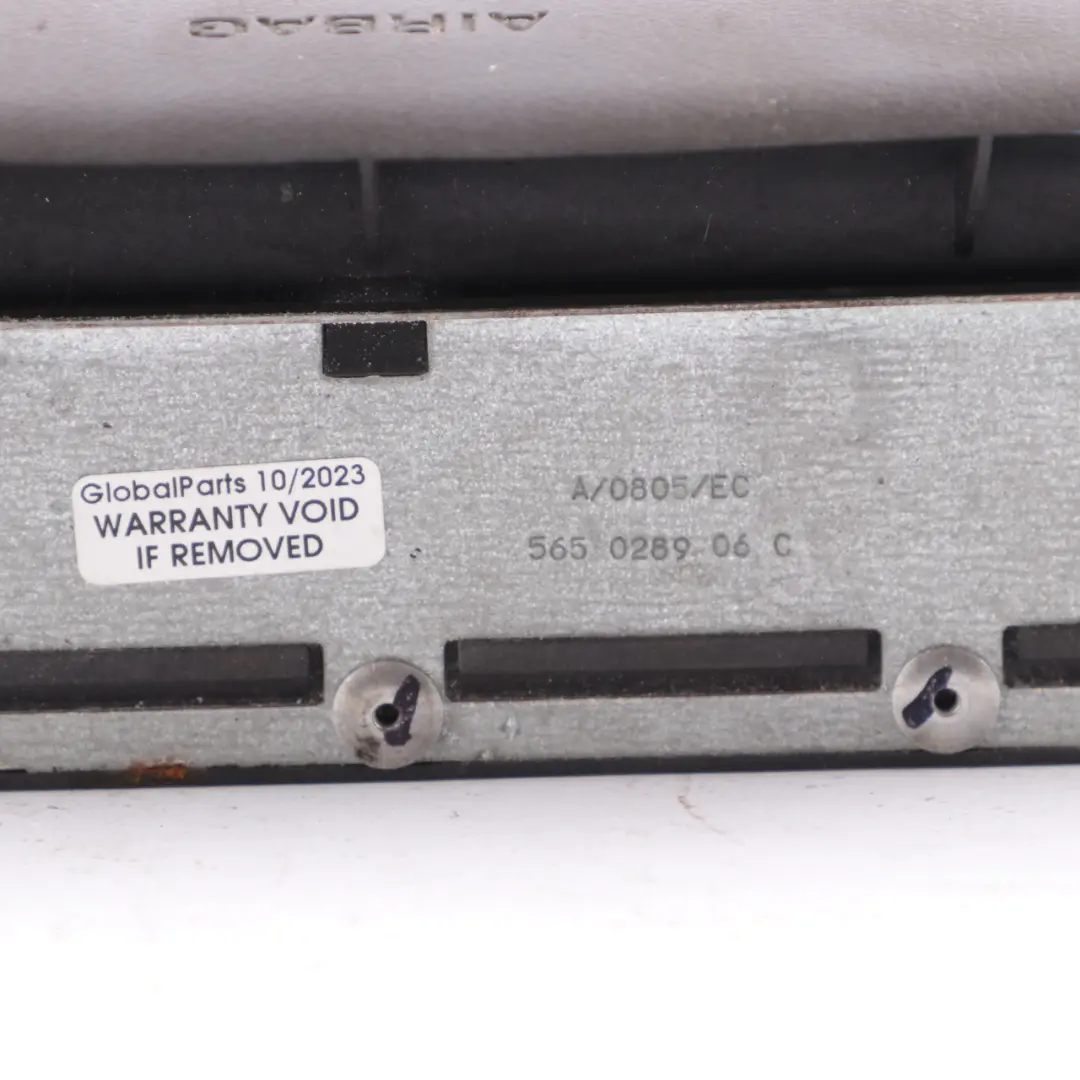 AIRBAG
GlobalParts 10/2023
WARRANTY VOID
IF REMOVED
A/0805/EC
565 0289 06 C